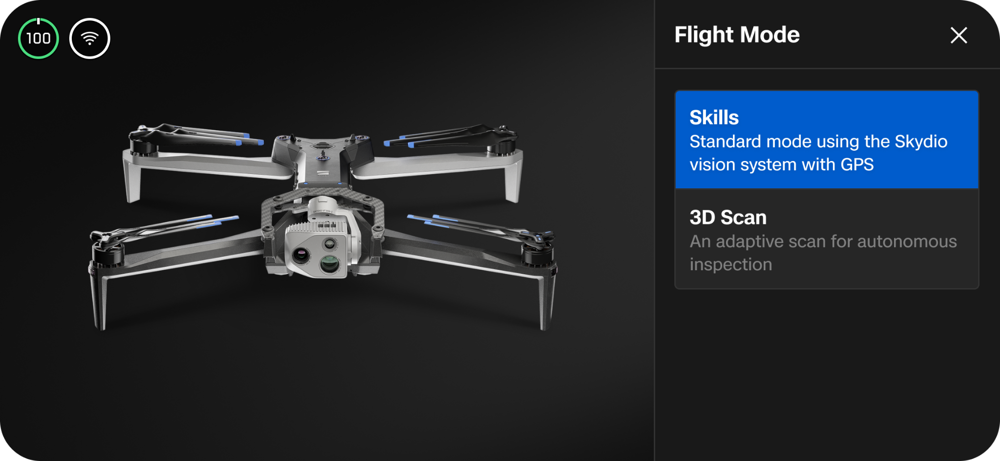 100
Flight Mode
Skills
Standard mode using the Skydio
vision system with GPS
3D Scan
An adaptive scan for autonomous
inspection